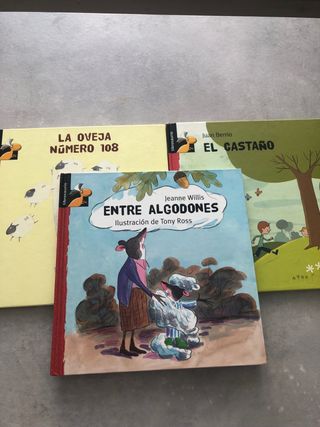 LA OVEJA
NÚMERO 108
Juan Berrio
EL CASTAÑO
Jeanne Willis
ENTRE ALGODONES
Ilustración de Tony Ross